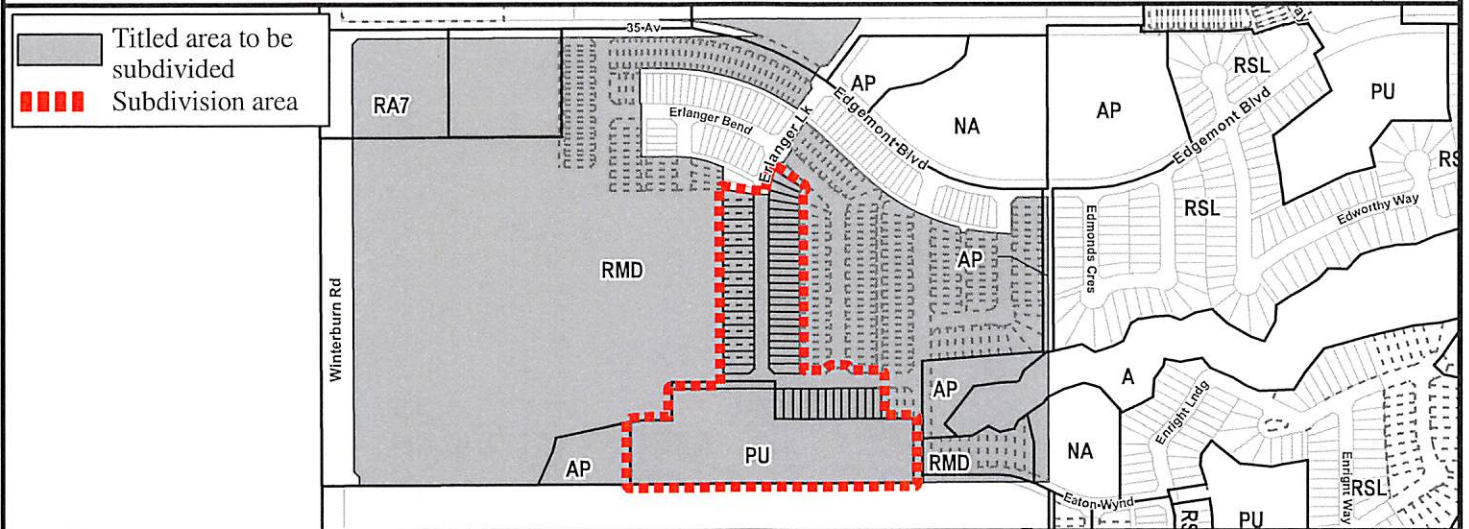 Titled area to be
subdivided
Subdivision area
35 Av
RA7
AP
NA
AP
RSL
PU
Edgemont Blvd
Edgemont Blvd
Erlanger Bend
Erlanger Lk
RSL
Edworthy Way
Edmonds Cres
RMD
AP
Winterburn Rd
AP
A
Enright Lndg
AP
PU
RMD
NA
Eaton Wynd
Enright Way
RSL
PU